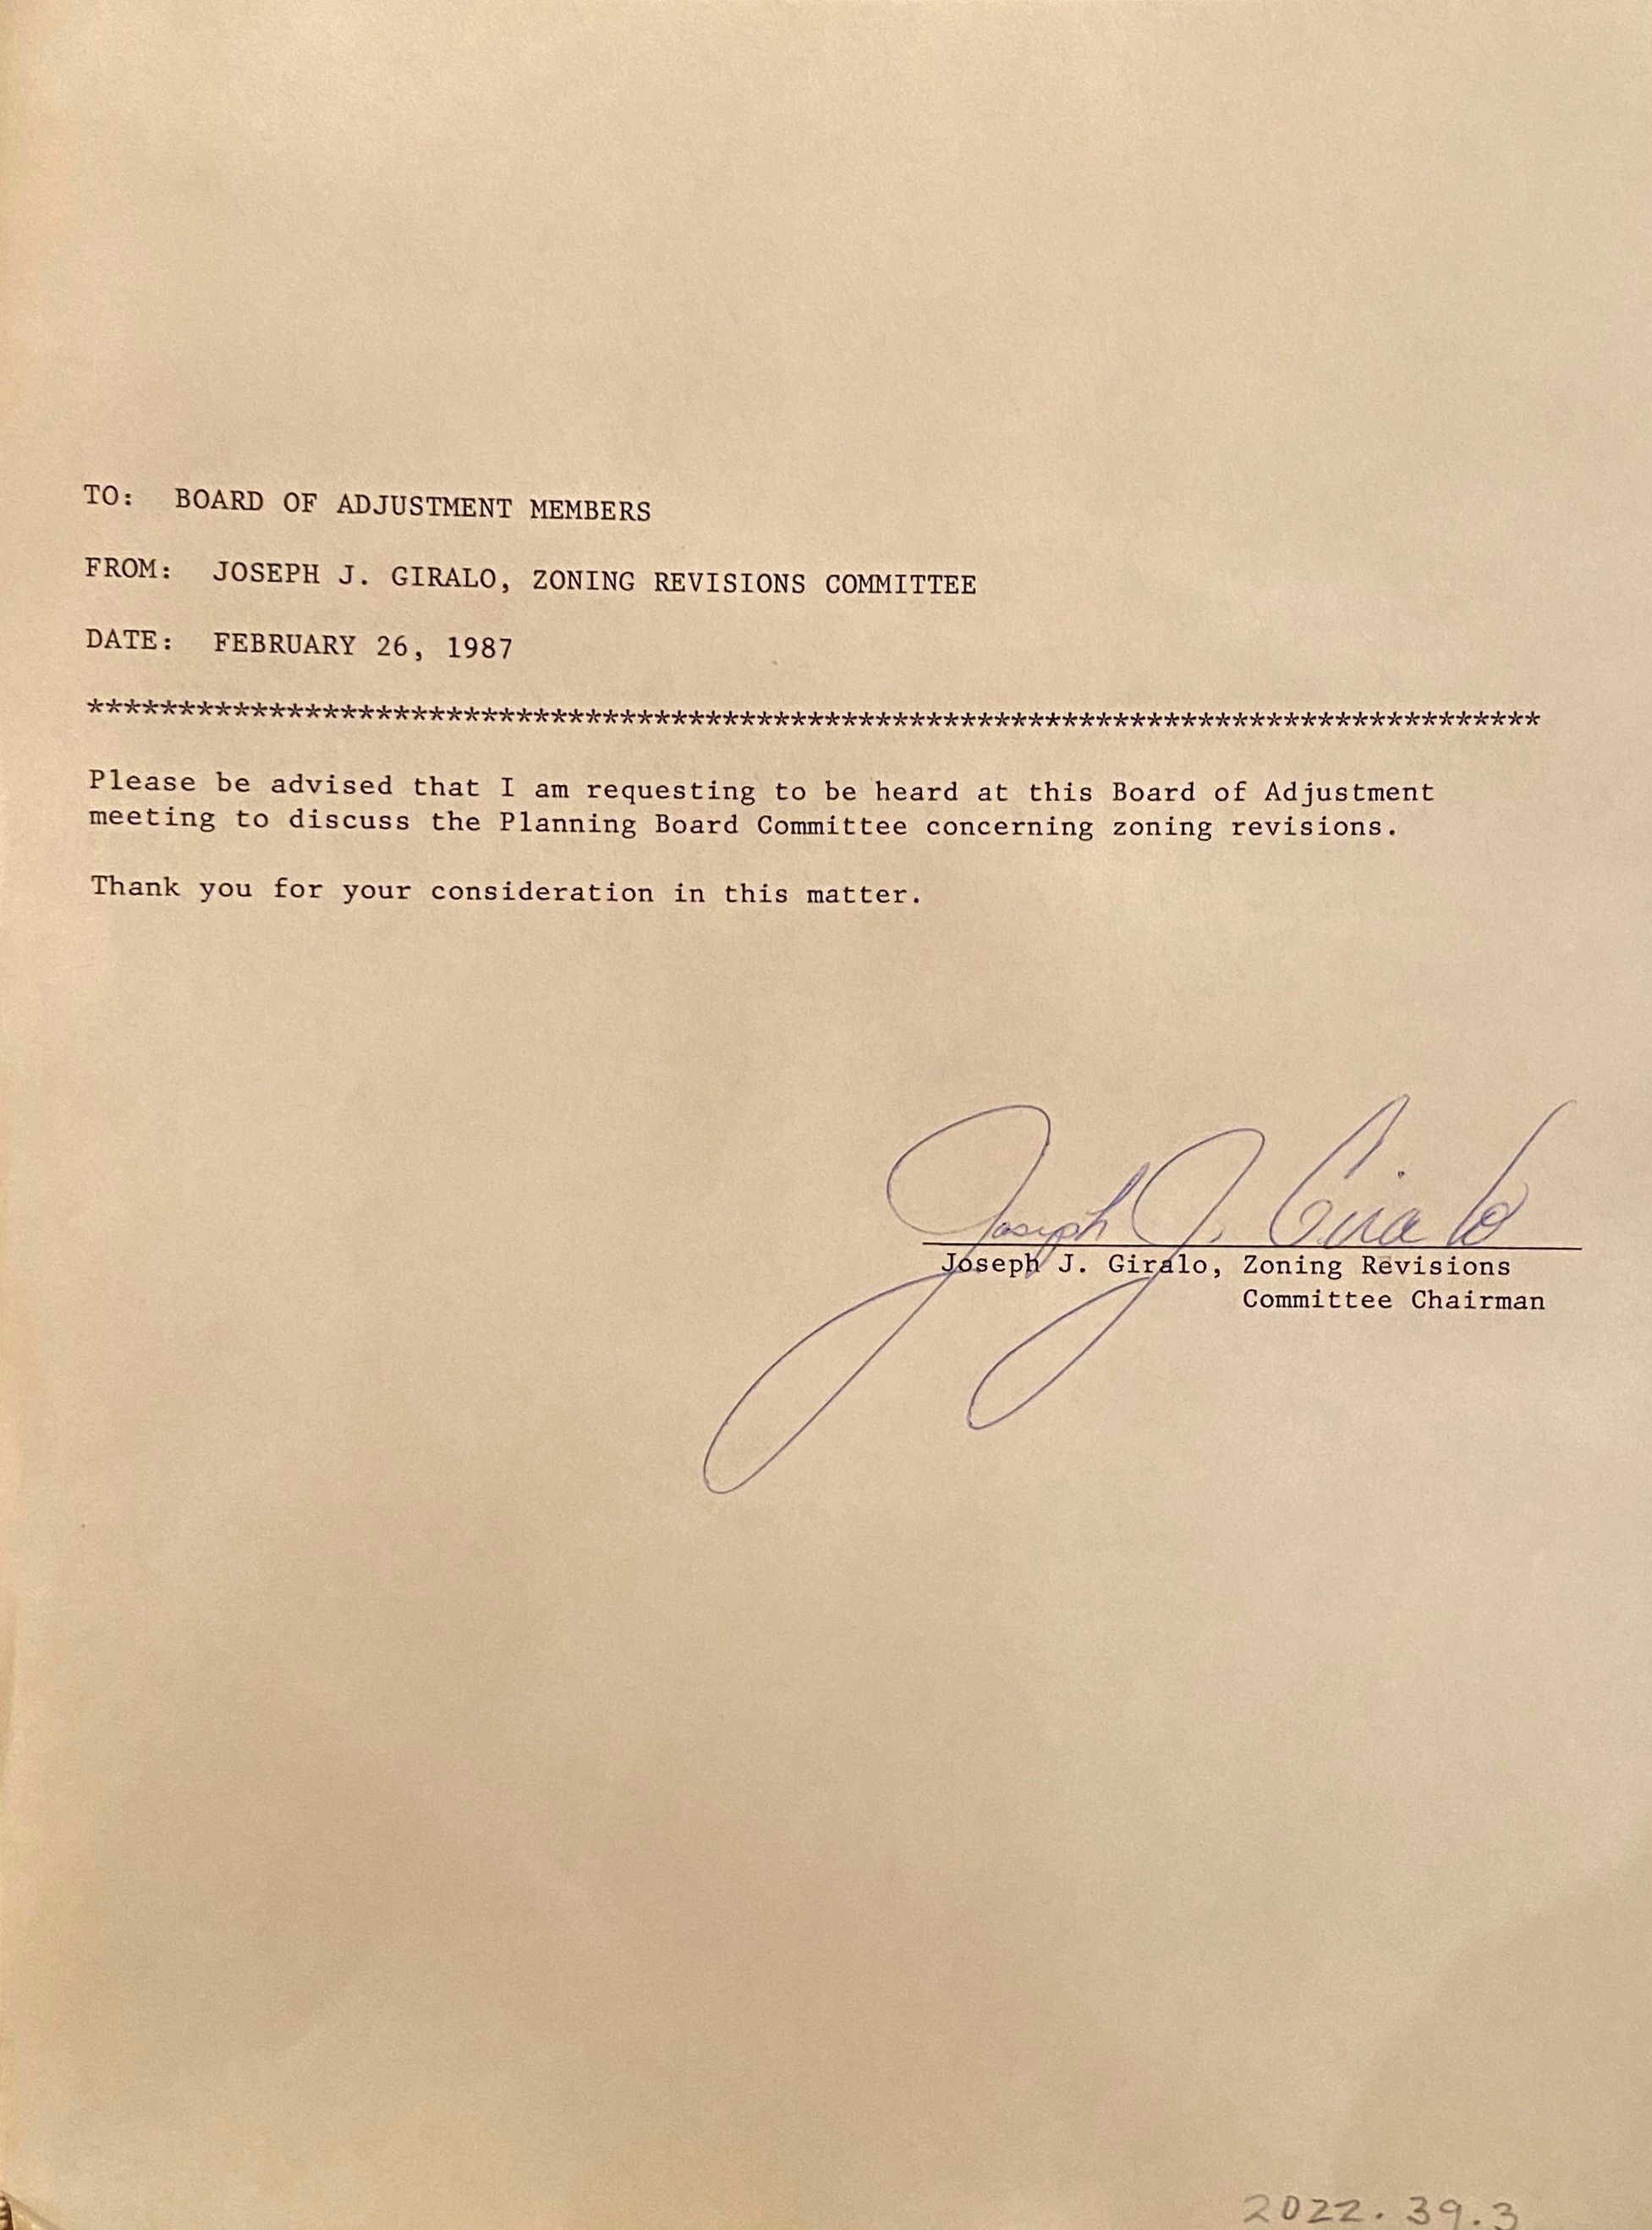 TO: BOARD OF ADJUSTMENT MEMBERS
FROM: JOSEPH J. GIRALO, ZONING REVISIONS COMMITTEE
DATE: FEBRUARY 26, 1987
**********************************************************************************
Please be advised that I am requesting to be heard at this Board of Adjustment
meeting to discuss the Planning Board Committee concerning zoning revisions.
Thank you for your consideration in this matter.
Joseph J. Giralo
Joseph J. Giralo, Zoning Revisions
Committee Chairman
2022.39.3